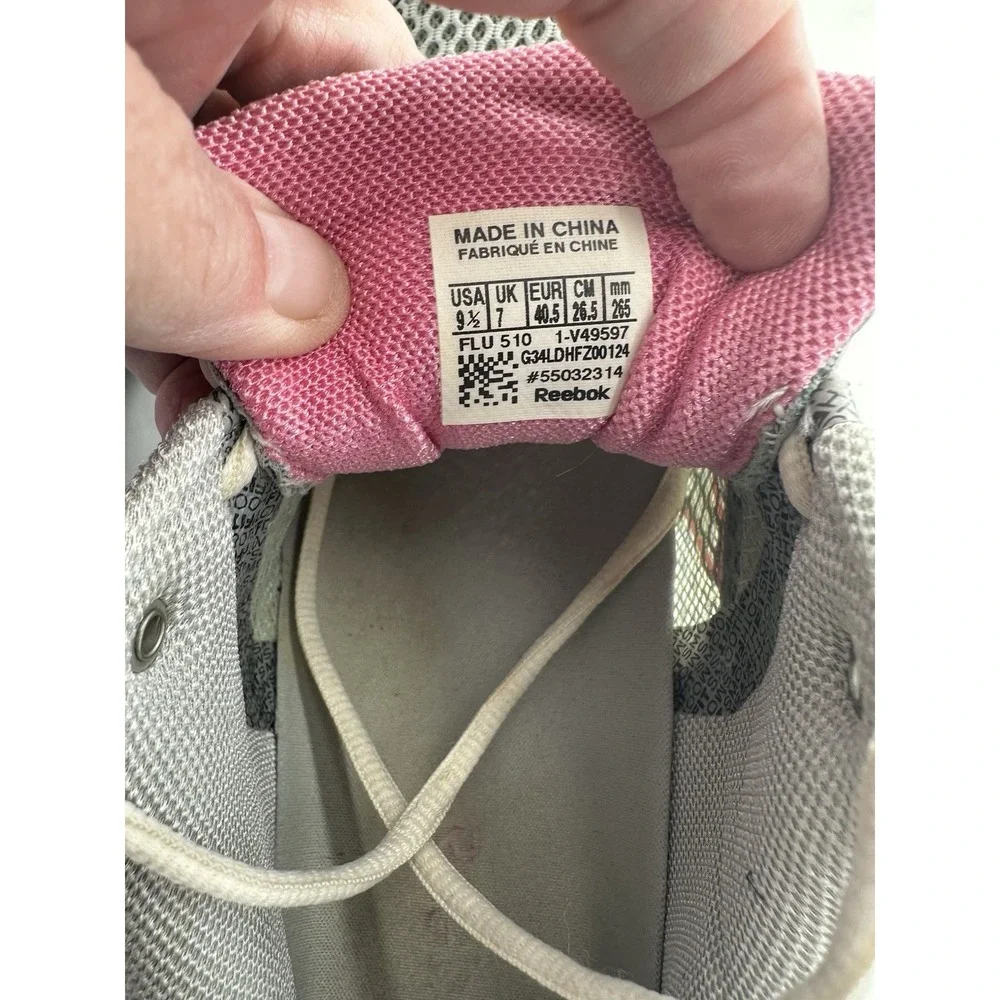 MADE IN CHINA
FABRIQUÉ EN CHINE
USA UK EUR CM mm
9½ 7 40.5 26.5 265
FLU 510 1-V49597
G34LDHFZ00124
#55032314
Reebok